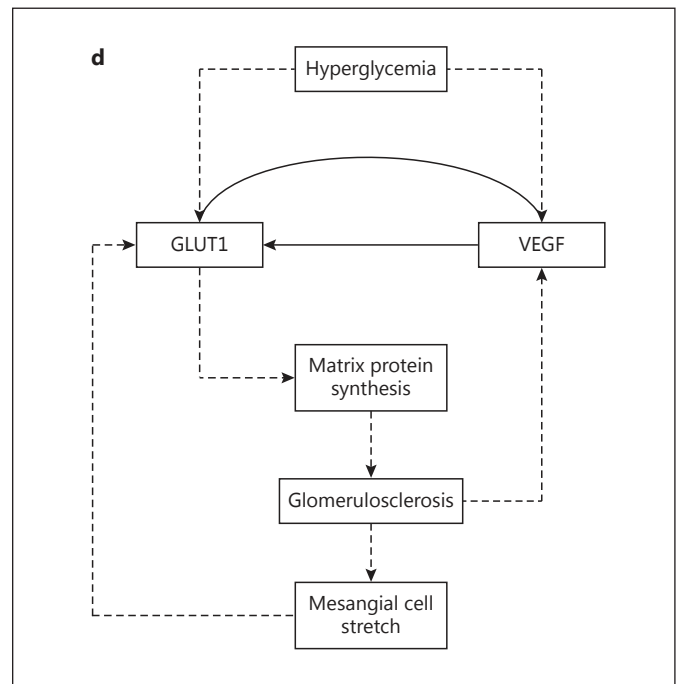 d
Hyperglycemia
GLUT1
VEGF
Matrix protein
synthesis
Glomerulosclerosis
Mesangial cell
stretch